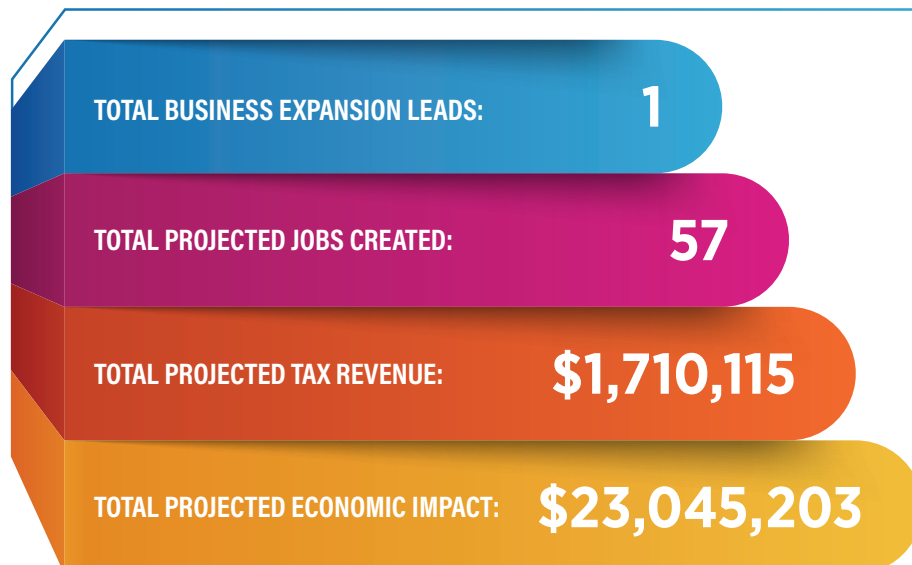 TOTAL BUSINESS EXPANSION LEADS: 1
TOTAL PROJECTED JOBS CREATED: 57
TOTAL PROJECTED TAX REVENUE: $1,710,115
TOTAL PROJECTED ECONOMIC IMPACT: $23,045,203